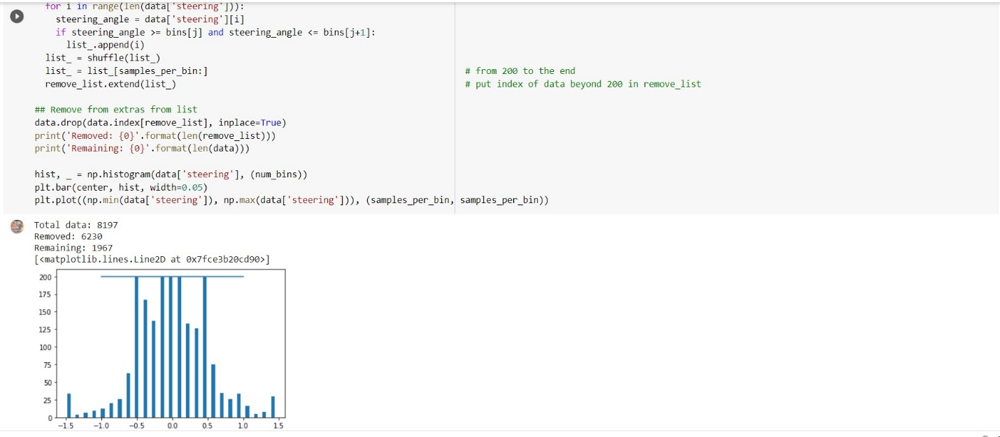 for i in range(len(data['steering'])):
steering_angle = data['steering'][i]
if steering_angle >= bins[j] and steering_angle <= bins[j+1]:
list_.append(i)
list_ = shuffle(list_)
list_ = list_[samples_per_bin:] # from 200 to the end
remove_list.extend(list_) # put index of data beyond 200 in remove_list
## Remove from extras from list
data.drop(data.index[remove_list], inplace=True)
print('Removed: {0}'.format(len(remove_list)))
print('Remaining: {0}'.format(len(data)))
hist, _ = np.histogram(data['steering'], (num_bins))
plt.bar(center, hist, width=0.05)
plt.plot((np.min(data['steering']), np.max(data['steering'])), (samples_per_bin, samples_per_bin))
Total data: 8197
Removed: 6230
Remaining: 1967
[<matplotlib.lines.Line2D at 0x7fce3b20cd90>]
200
175
150
125
100
75
50
25
0
−1.5 −1.0 −0.5 0.0 0.5 1.0 1.5